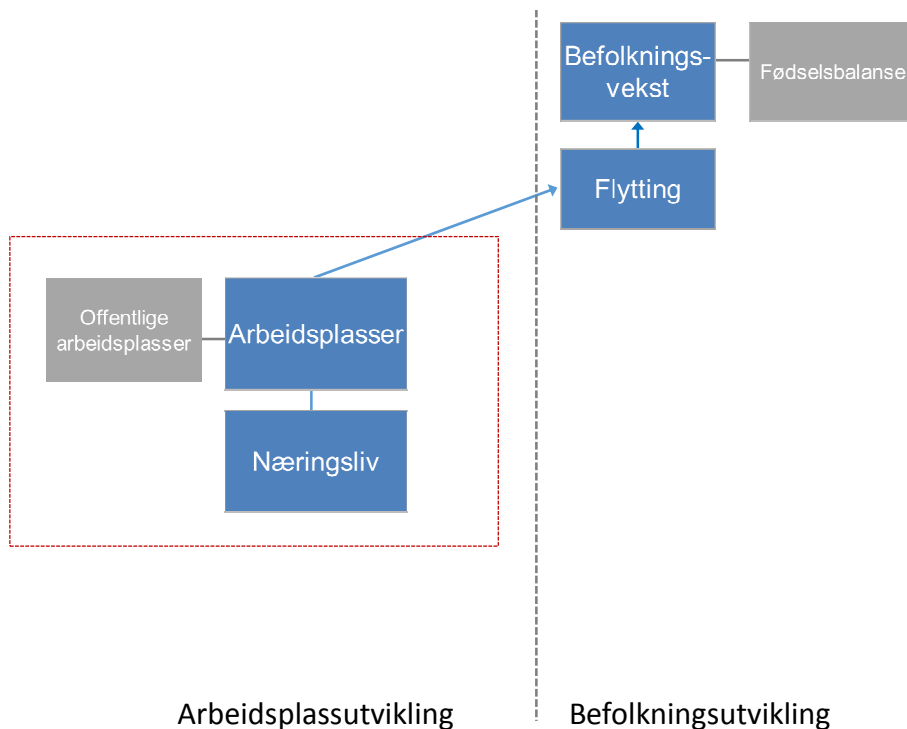 Befolknings-
vekst
Fødselsbalanse
Flytting
Offentlige
arbeidsplasser
Arbeidsplasser
Næringsliv
Arbeidsplassutvikling
Befolkningsutvikling